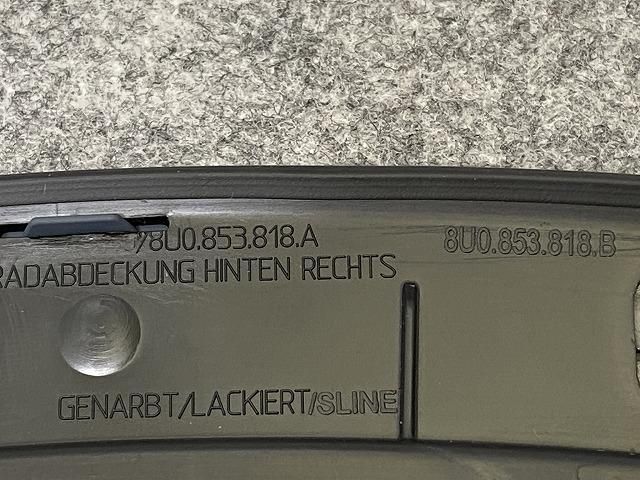 /8U0.853.818.A 8U0.853.818.B
RADABDECKUNG HINTEN RECHTS
GENARBT/LACKIERT/SLINE